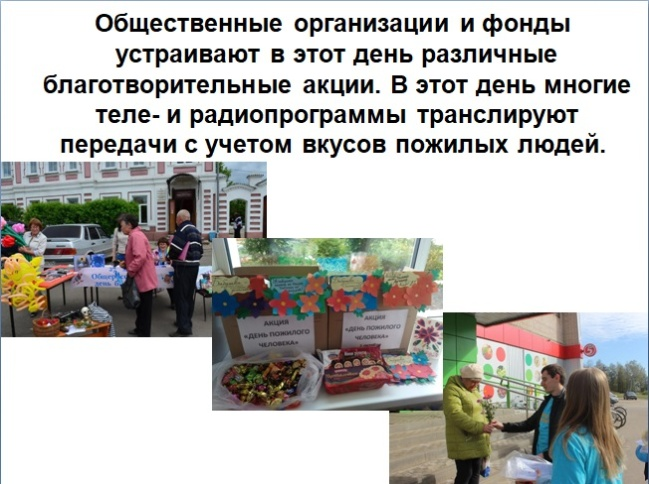 Общественные организации и фонды
устраивают в этот день различные
благотворительные акции. В этот день многие
теле- и радиопрограммы транслируют
передачи с учетом вкусов пожилых людей.
АКЦИЯ
«ДЕНЬ ПОЖИЛОГО
ЧЕЛОВЕКА»
АКЦИЯ
«ДЕНЬ ПОЖИЛОГО
ЧЕЛОВЕКА»